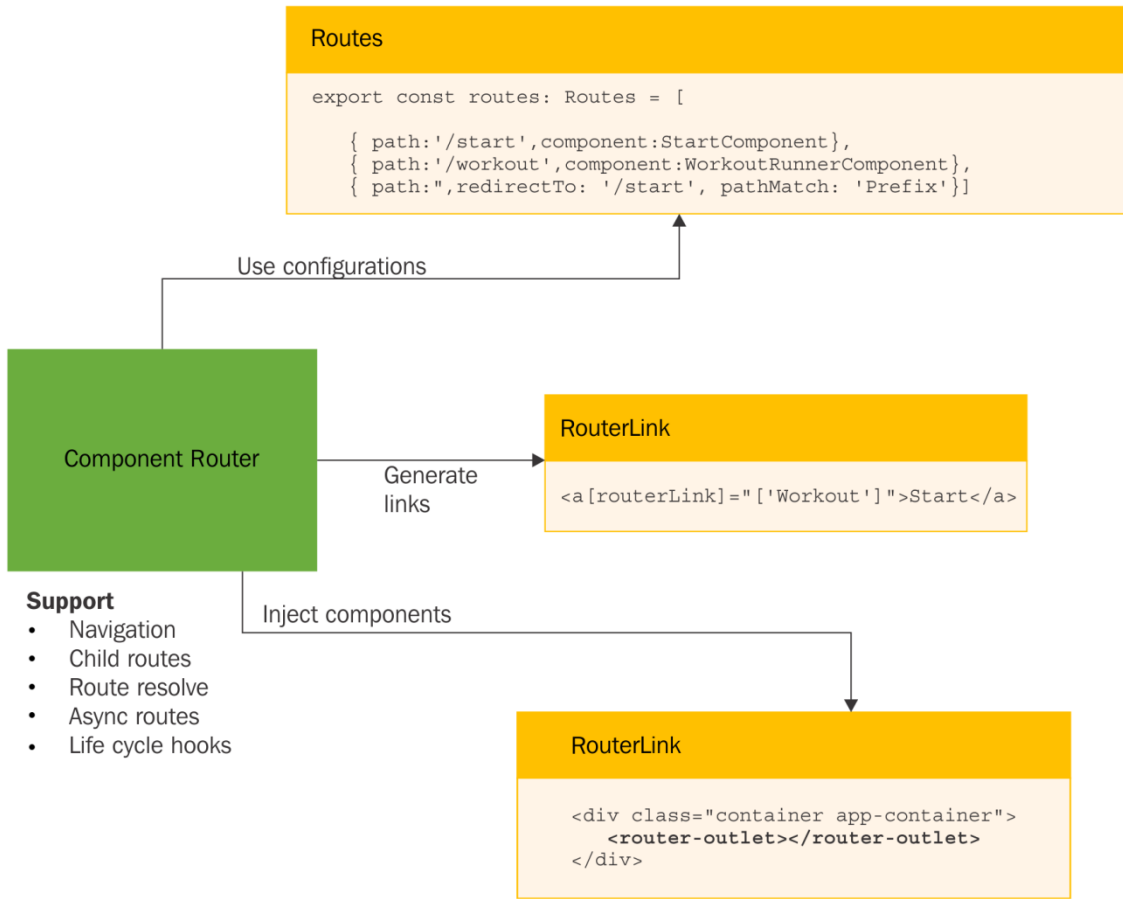 Routes
export const routes: Routes = [
{ path:'/start',component:StartComponent},
{ path:'/workout',component:WorkoutRunnerComponent},
{ path:",redirectTo: '/start', pathMatch: 'Prefix'}]
Use configurations
Component Router
Generate
links
RouterLink
<a[routerLink]="['Workout']">Start</a>
Support
• Navigation
• Child routes
• Route resolve
• Async routes
• Life cycle hooks
Inject components
RouterLink
<div class="container app-container">
<router-outlet></router-outlet>
</div>